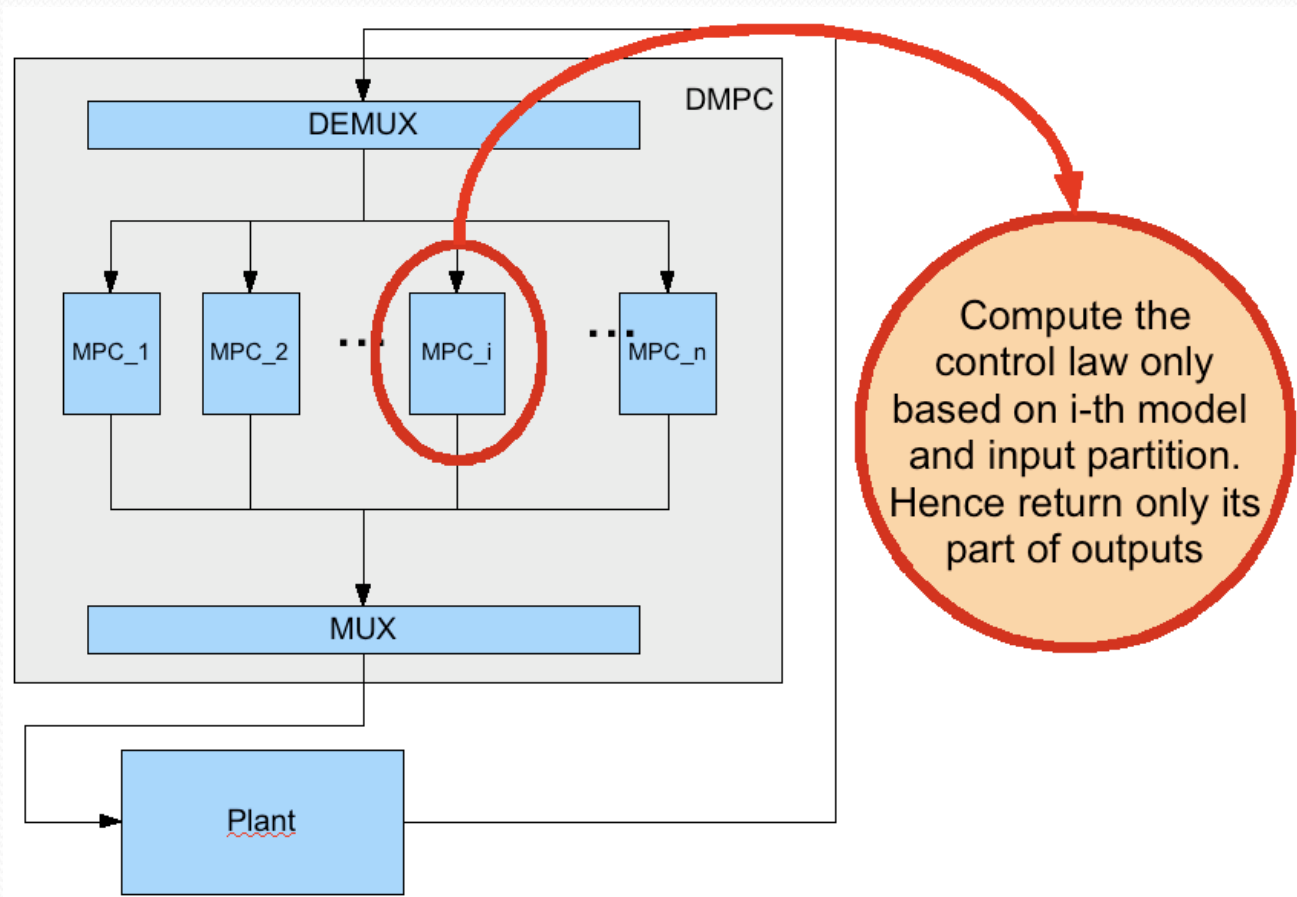 DMPC
DEMUX
MPC_1
MPC_2
...
MPC_i
...
MPC_n
Compute the
control law only
based on i-th model
and input partition.
Hence return only its
part of outputs
MUX
Plant